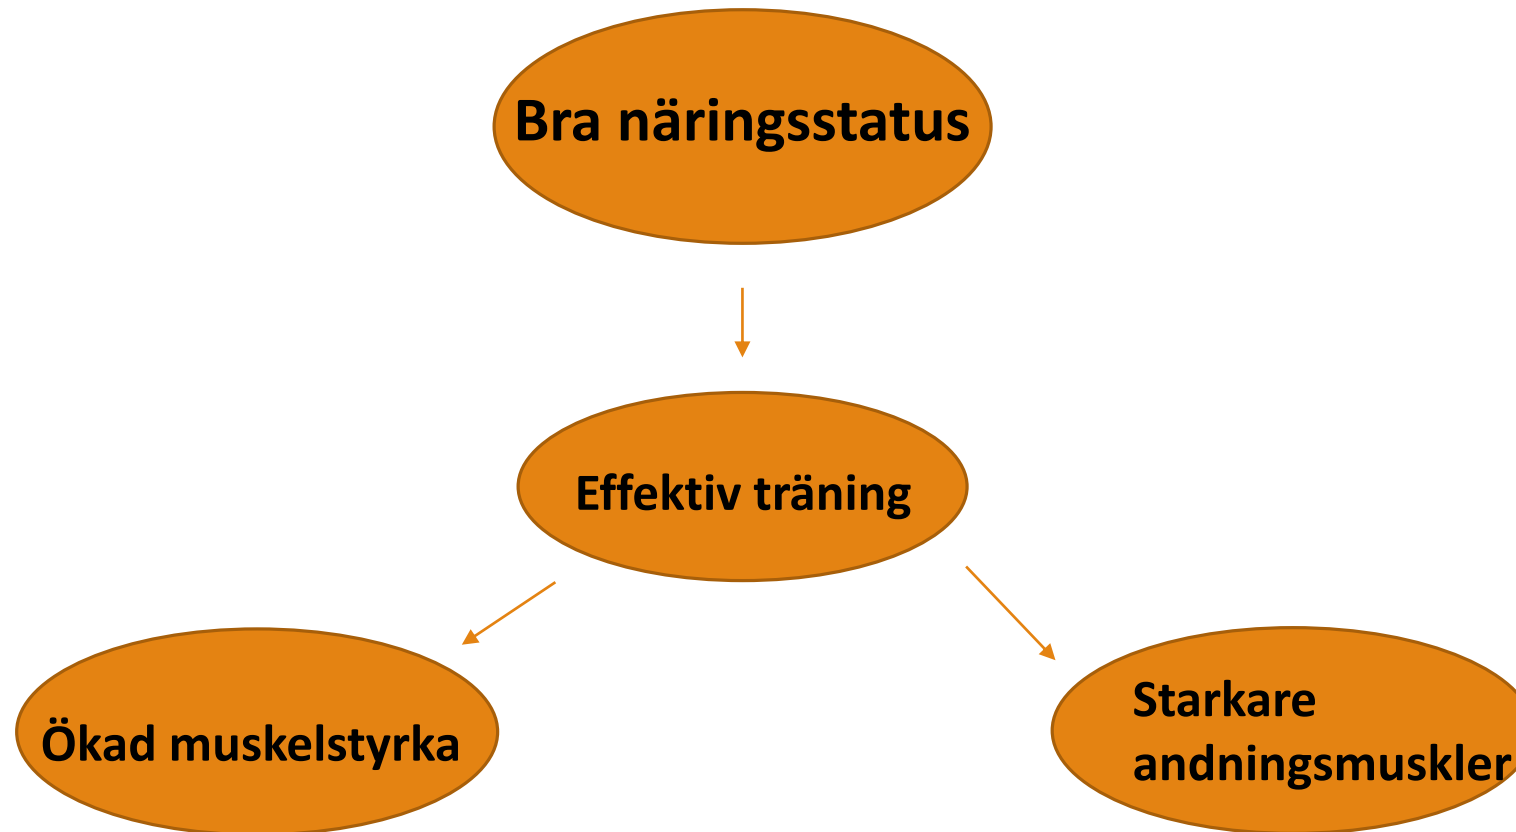 Bra näringsstatus
Effektiv träning
Ökad muskelstyrka
Starkare
andningsmuskler